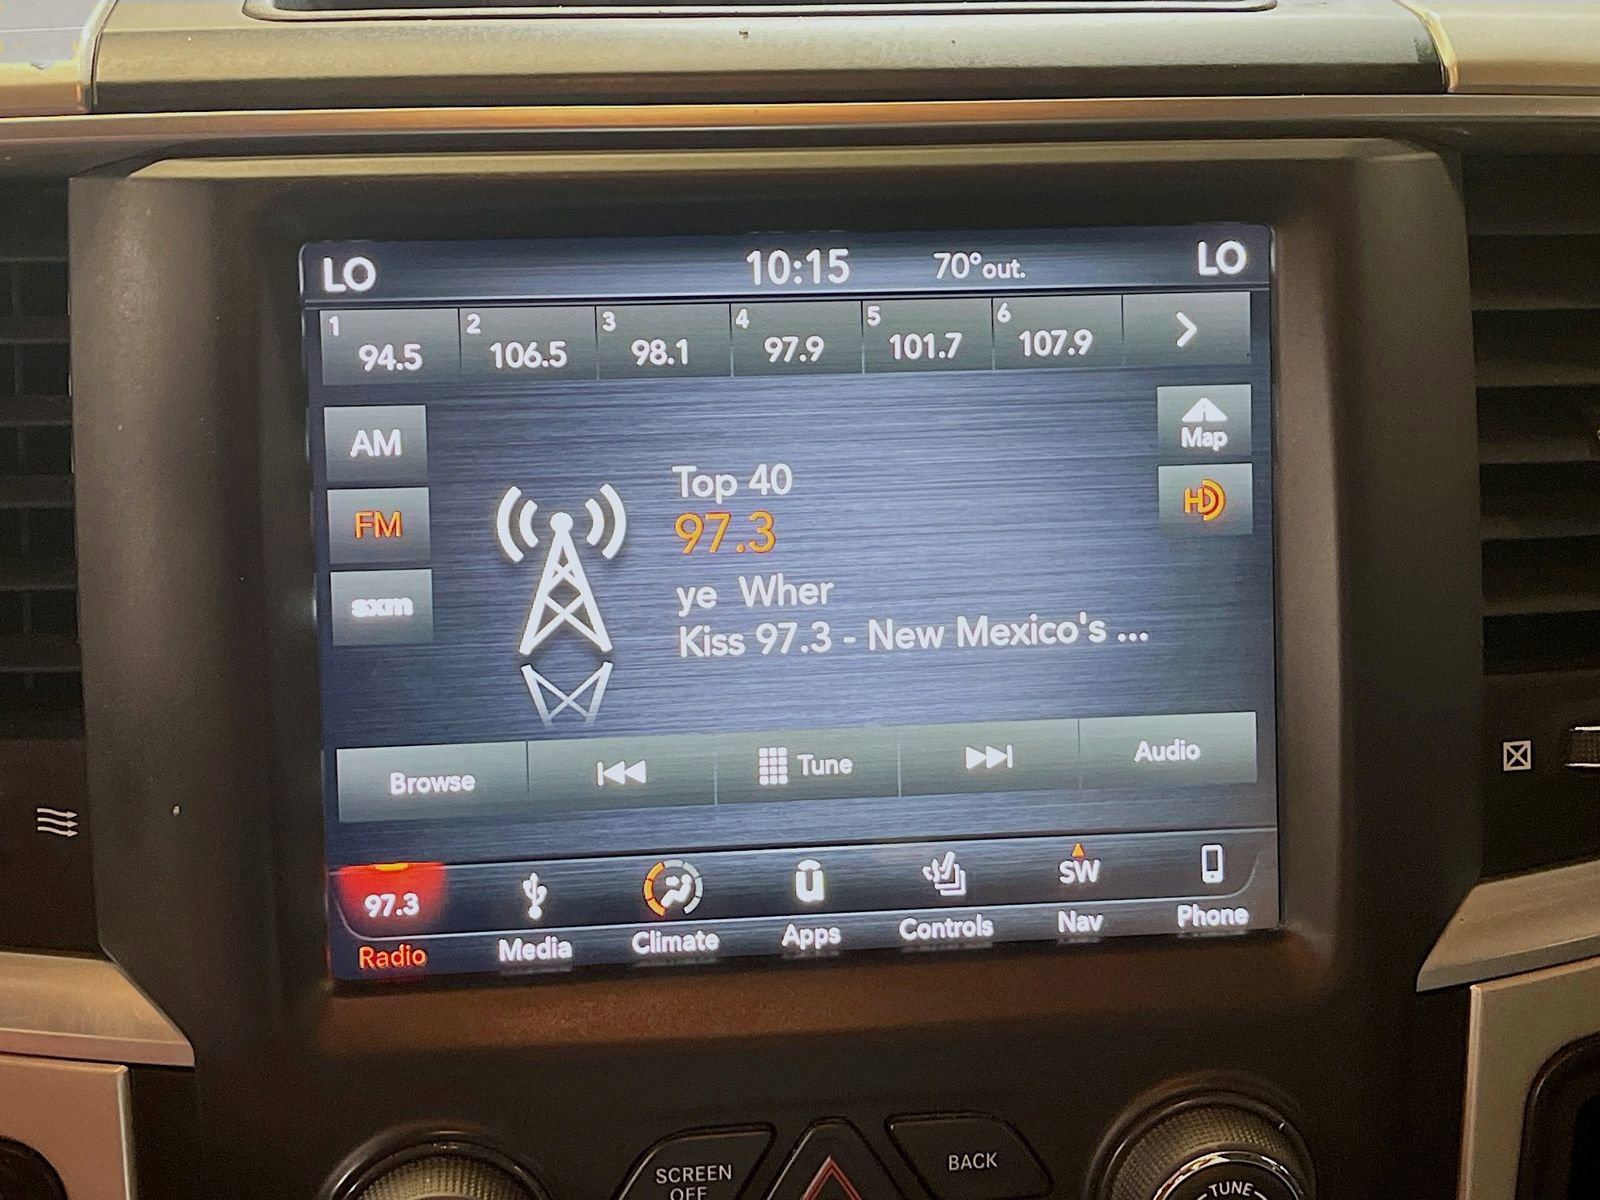 LO 10:15 70°out. LO
1 94.5 2 106.5 3 98.1 4 97.9 5 101.7 6 107.9
AM
Map
FM
HD
sxm
Top 40
97.3
ye Wher
Kiss 97.3 - New Mexico's ...
Browse Tune Audio
97.3 SW
Radio Media Climate Apps Controls Nav Phone
SCREEN
OFF
BACK
TUNE